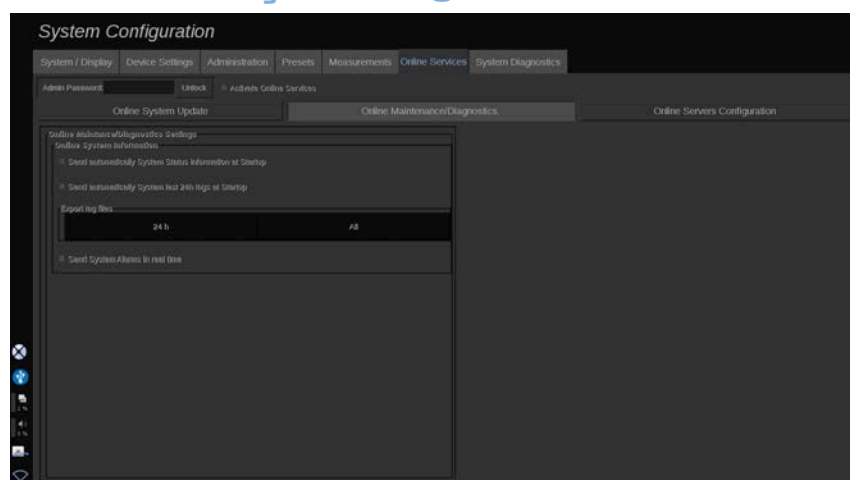 System Configuration
System / Display Device Settings Administration Presets Measurements Online Services System Diagnostics
Admin Password: Unlock Activate Online Services
Online System Update Online Maintenance/Diagnostics Online Servers Configuration
Online Maintenance/Diagnostics Settings
Online System Information
Send automatically System Status Information at Startup
Send automatically System last 24h logs at Startup
Export log files
24 h All
Send System Alarms in real time